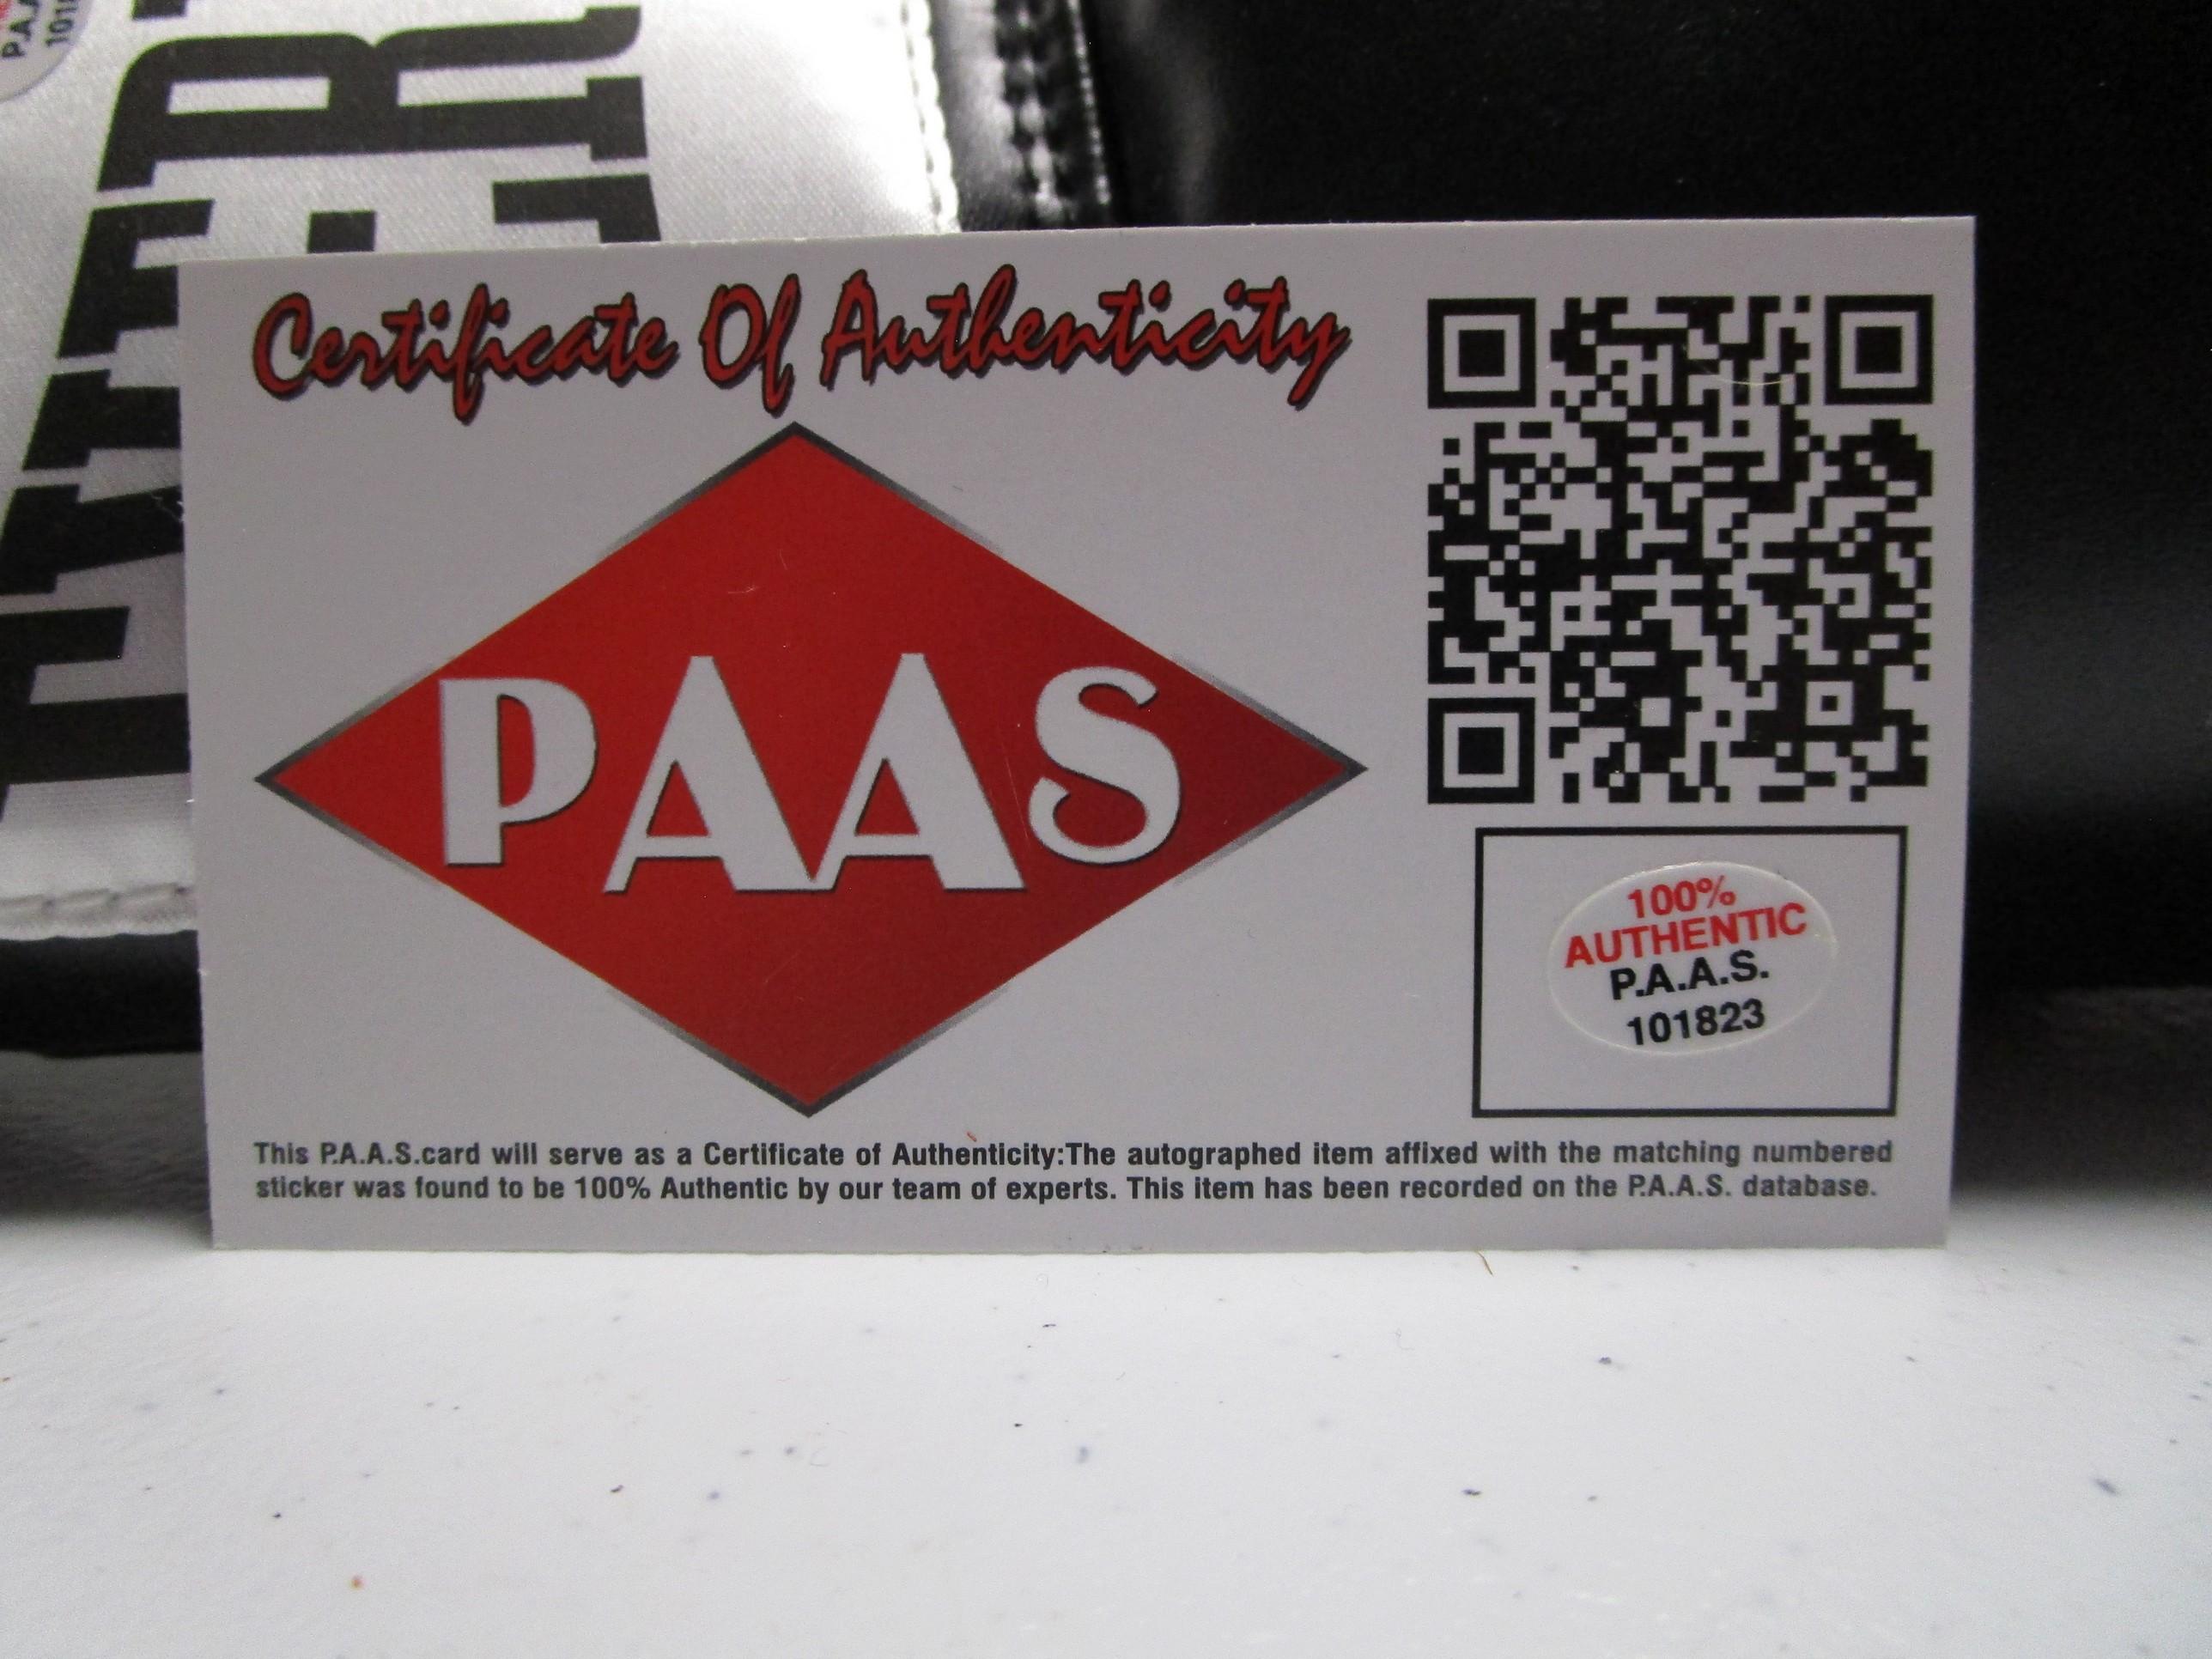 Certificate Of Authenticity
PAAS
100%
AUTHENTIC
P.A.A.S.
101823
This P.A.A.S.card will serve as a Certificate of Authenticity:The autographed item affixed with the matching numbered
sticker was found to be 100% Authentic by our team of experts. This item has been recorded on the P.A.A.S. database.